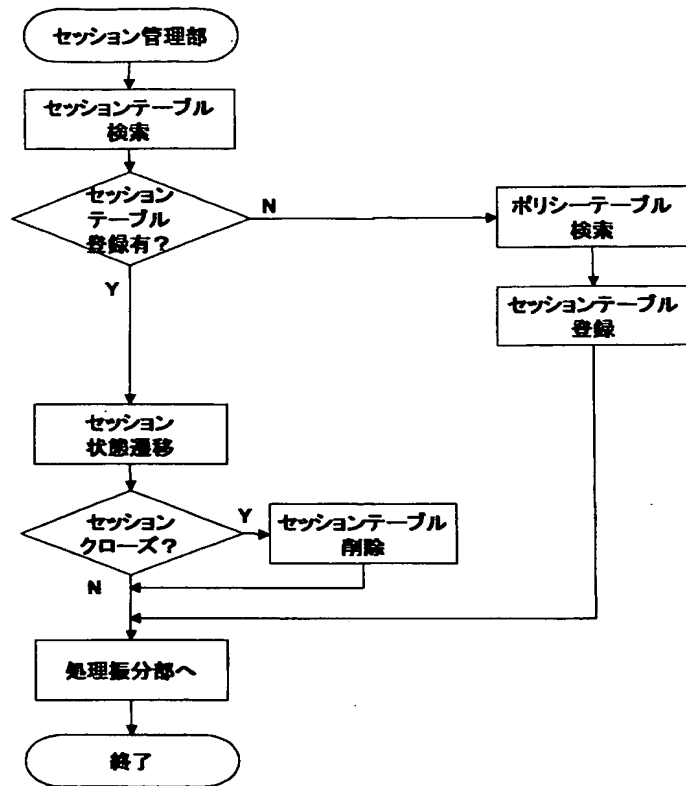 セッション管理部
セッションテーブル
検索
セッション
テーブル
登録有？
N
Y
ポリシーテーブル
検索
セッションテーブル
登録
セッション
状態遷移
セッション
クローズ？
Y
N
セッションテーブル
削除
処理振分部へ
終了